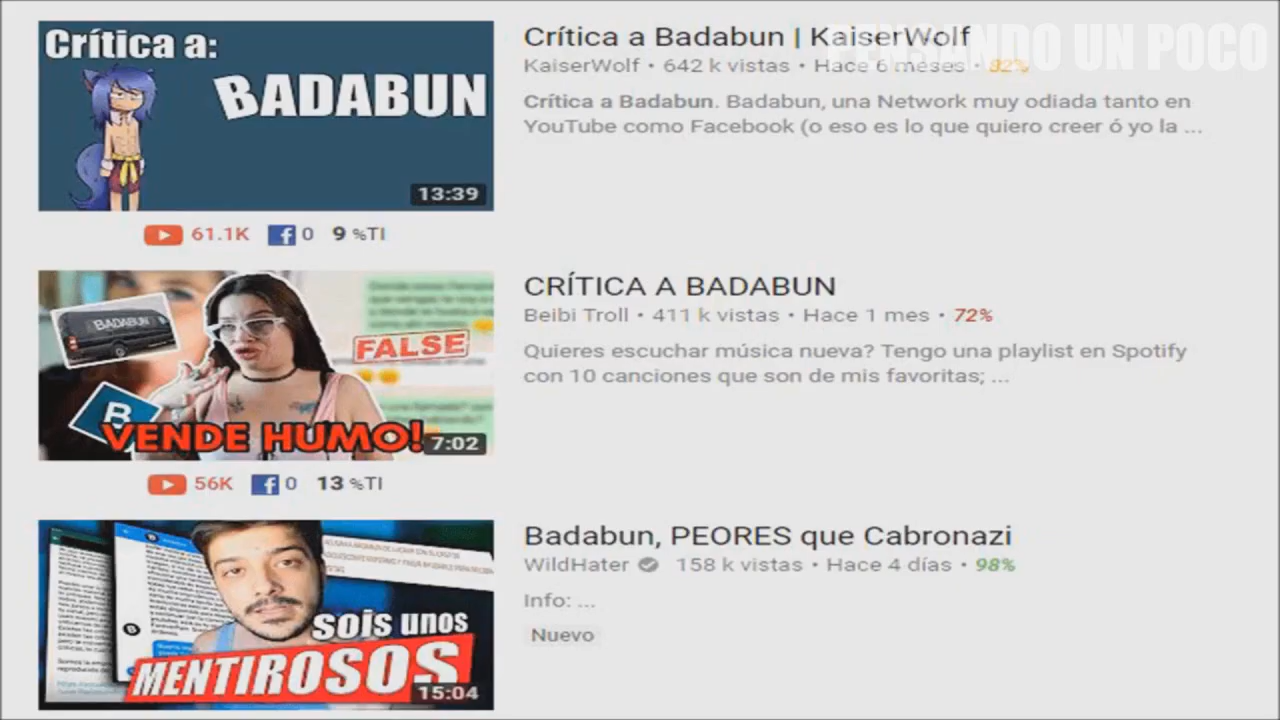 PENSANDO UN POCO
Crítica a:
BADABUN
13:39
Crítica a Badabun | KaiserWolf
KaiserWolf • 642 k vistas • Hace 6 meses • 82%
Crítica a Badabun. Badabun, una Network muy odiada tanto en
YouTube como Facebook (o eso es lo que quiero creer ó yo la ...
61.1K 0 9 %TI
BADABUN
FALSE
B
VENDE HUMO!
7:02
CRÍTICA A BADABUN
Beibi Troll • 411 k vistas • Hace 1 mes • 72%
Quieres escuchar música nueva? Tengo una playlist en Spotify
con 10 canciones que son de mis favoritas; ...
56K 0 13 %TI
SOIS UNOS
MENTIROSOS
15:04
Badabun, PEORES que Cabronazi
WildHater 158 k vistas • Hace 4 días • 98%
Info: ...
Nuevo